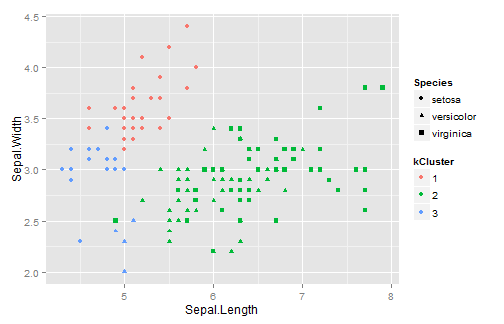 4.5
4.0
3.5
3.0
2.5
2.0
Sepal.Width
5
6
7
8
Sepal.Length
Species
setosa
versicolor
virginica
kCluster
1
2
3